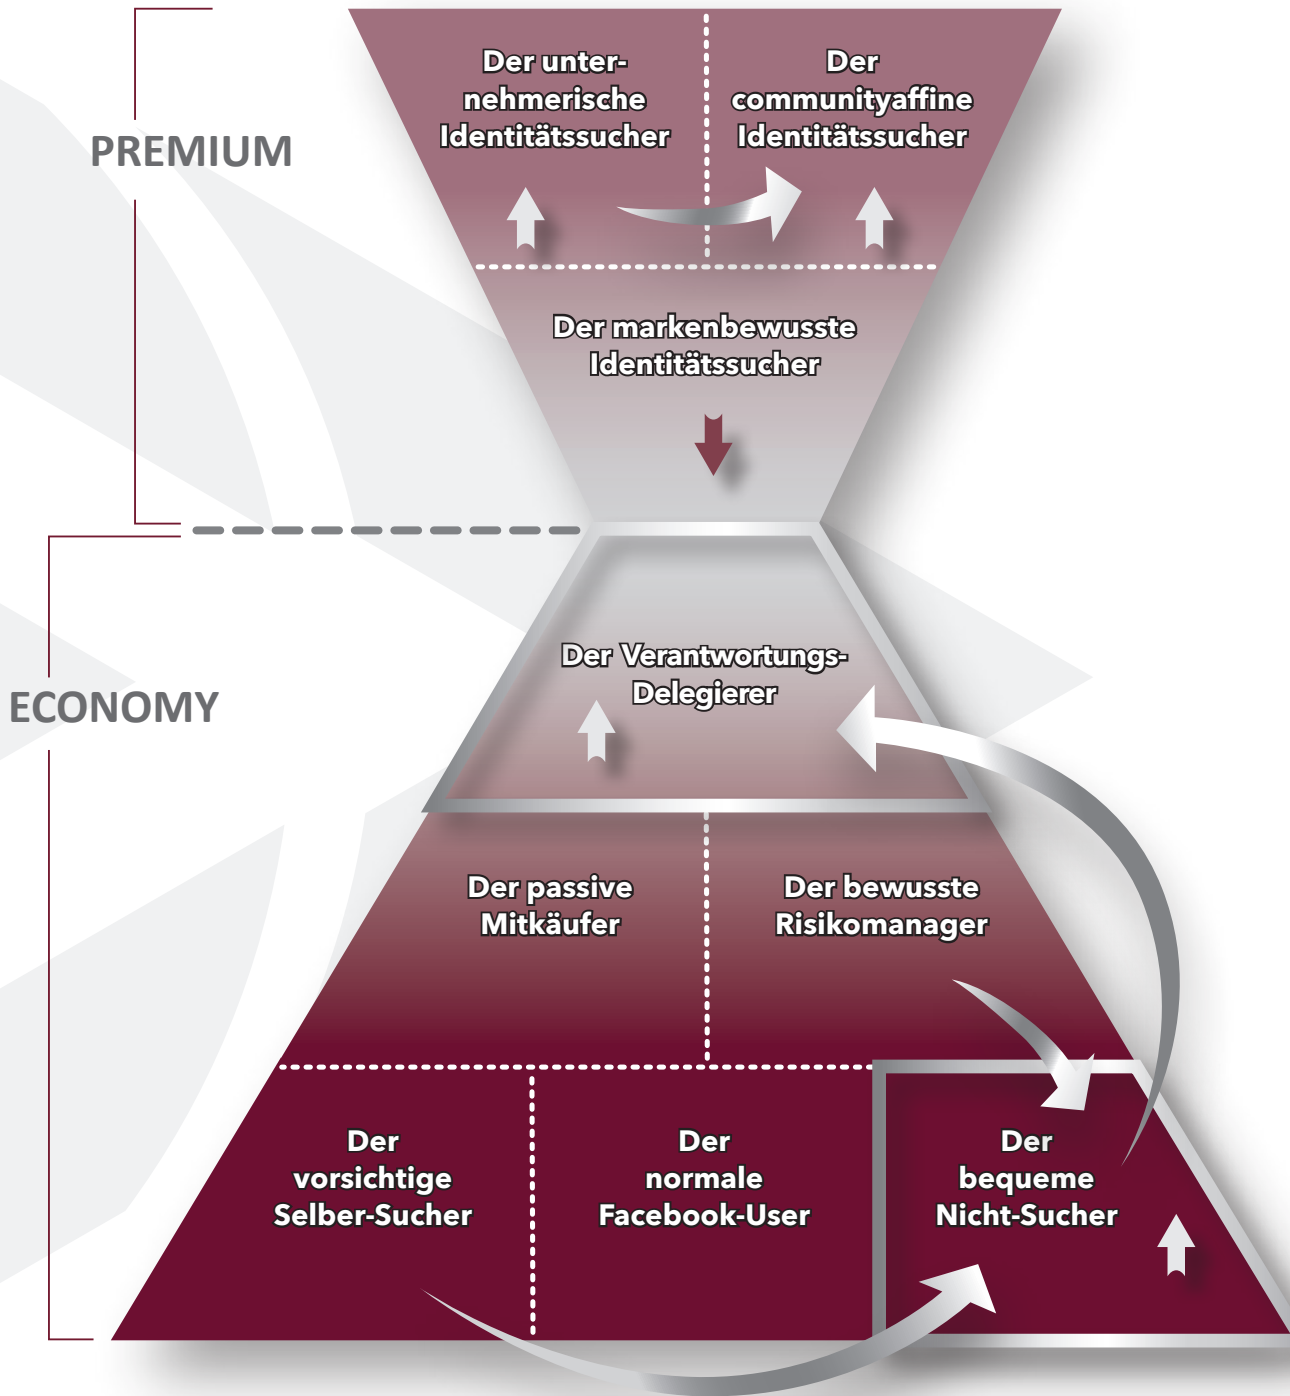 PREMIUM
Der unter-
nehmerische
Identitätssucher
Der
communityaffine
Identitätssucher
Der markenbewusste
Identitätssucher
ECONOMY
Der Verantwortungs-
Delegierer
Der passive
Mitkäufer
Der bewusste
Risikomanager
Der
vorsichtige
Selber-Sucher
Der
normale
Facebook-User
Der
bequeme
Nicht-Sucher